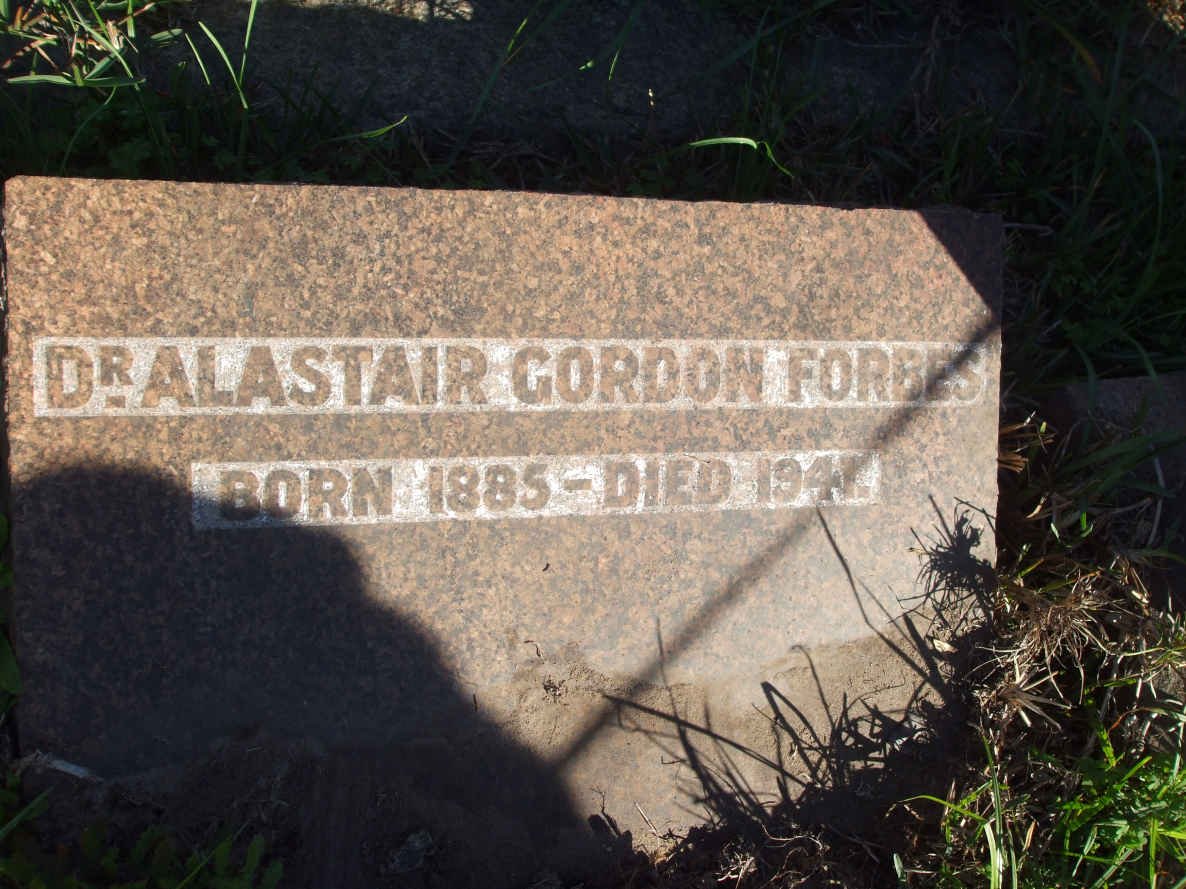 DR. ALASTAIR GORDON FORBES
BORN 1885 - DIED 1941.